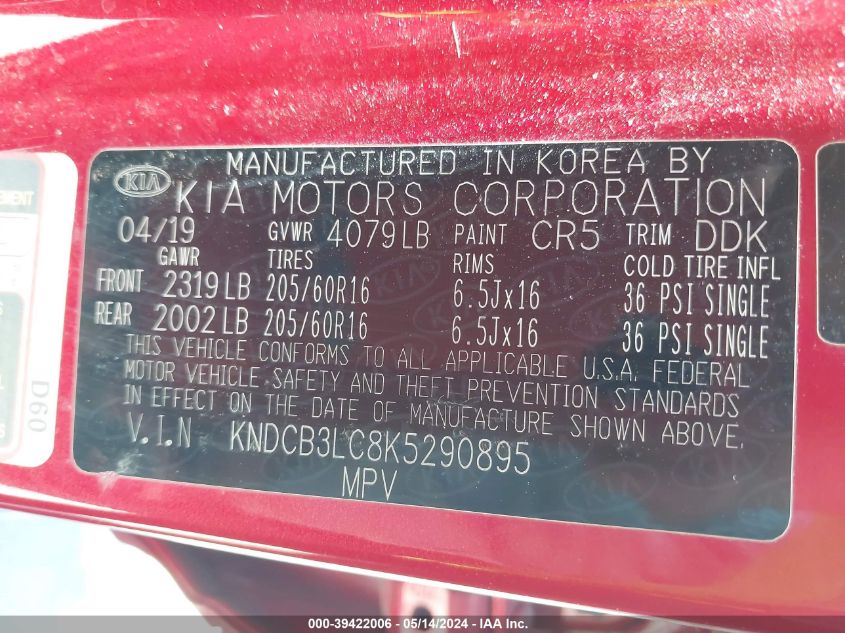 MANUFACTURED IN KOREA BY
KIA KIA MOTORS CORPORATION
04/19 GVWR 4079LB PAINT CR5 TRIM DDK
GAWR TIRES RIMS COLD TIRE INFL
FRONT 2319LB 205/60R16 6.5Jx16 36 PSI SINGLE
REAR 2002LB 205/60R16 6.5Jx16 36 PSI SINGLE
THIS VEHICLE CONFORMS TO ALL APPLICABLE U.S.A. FEDERAL
MOTOR VEHICLE SAFETY AND THEFT PREVENTION STANDARDS
IN EFFECT ON THE DATE OF MANUFACTURE SHOWN ABOVE.
V.I.N KNDCB3LC8K5290895
MPV
D60
000-39422006 - 05/14/2024 - IAA Inc.